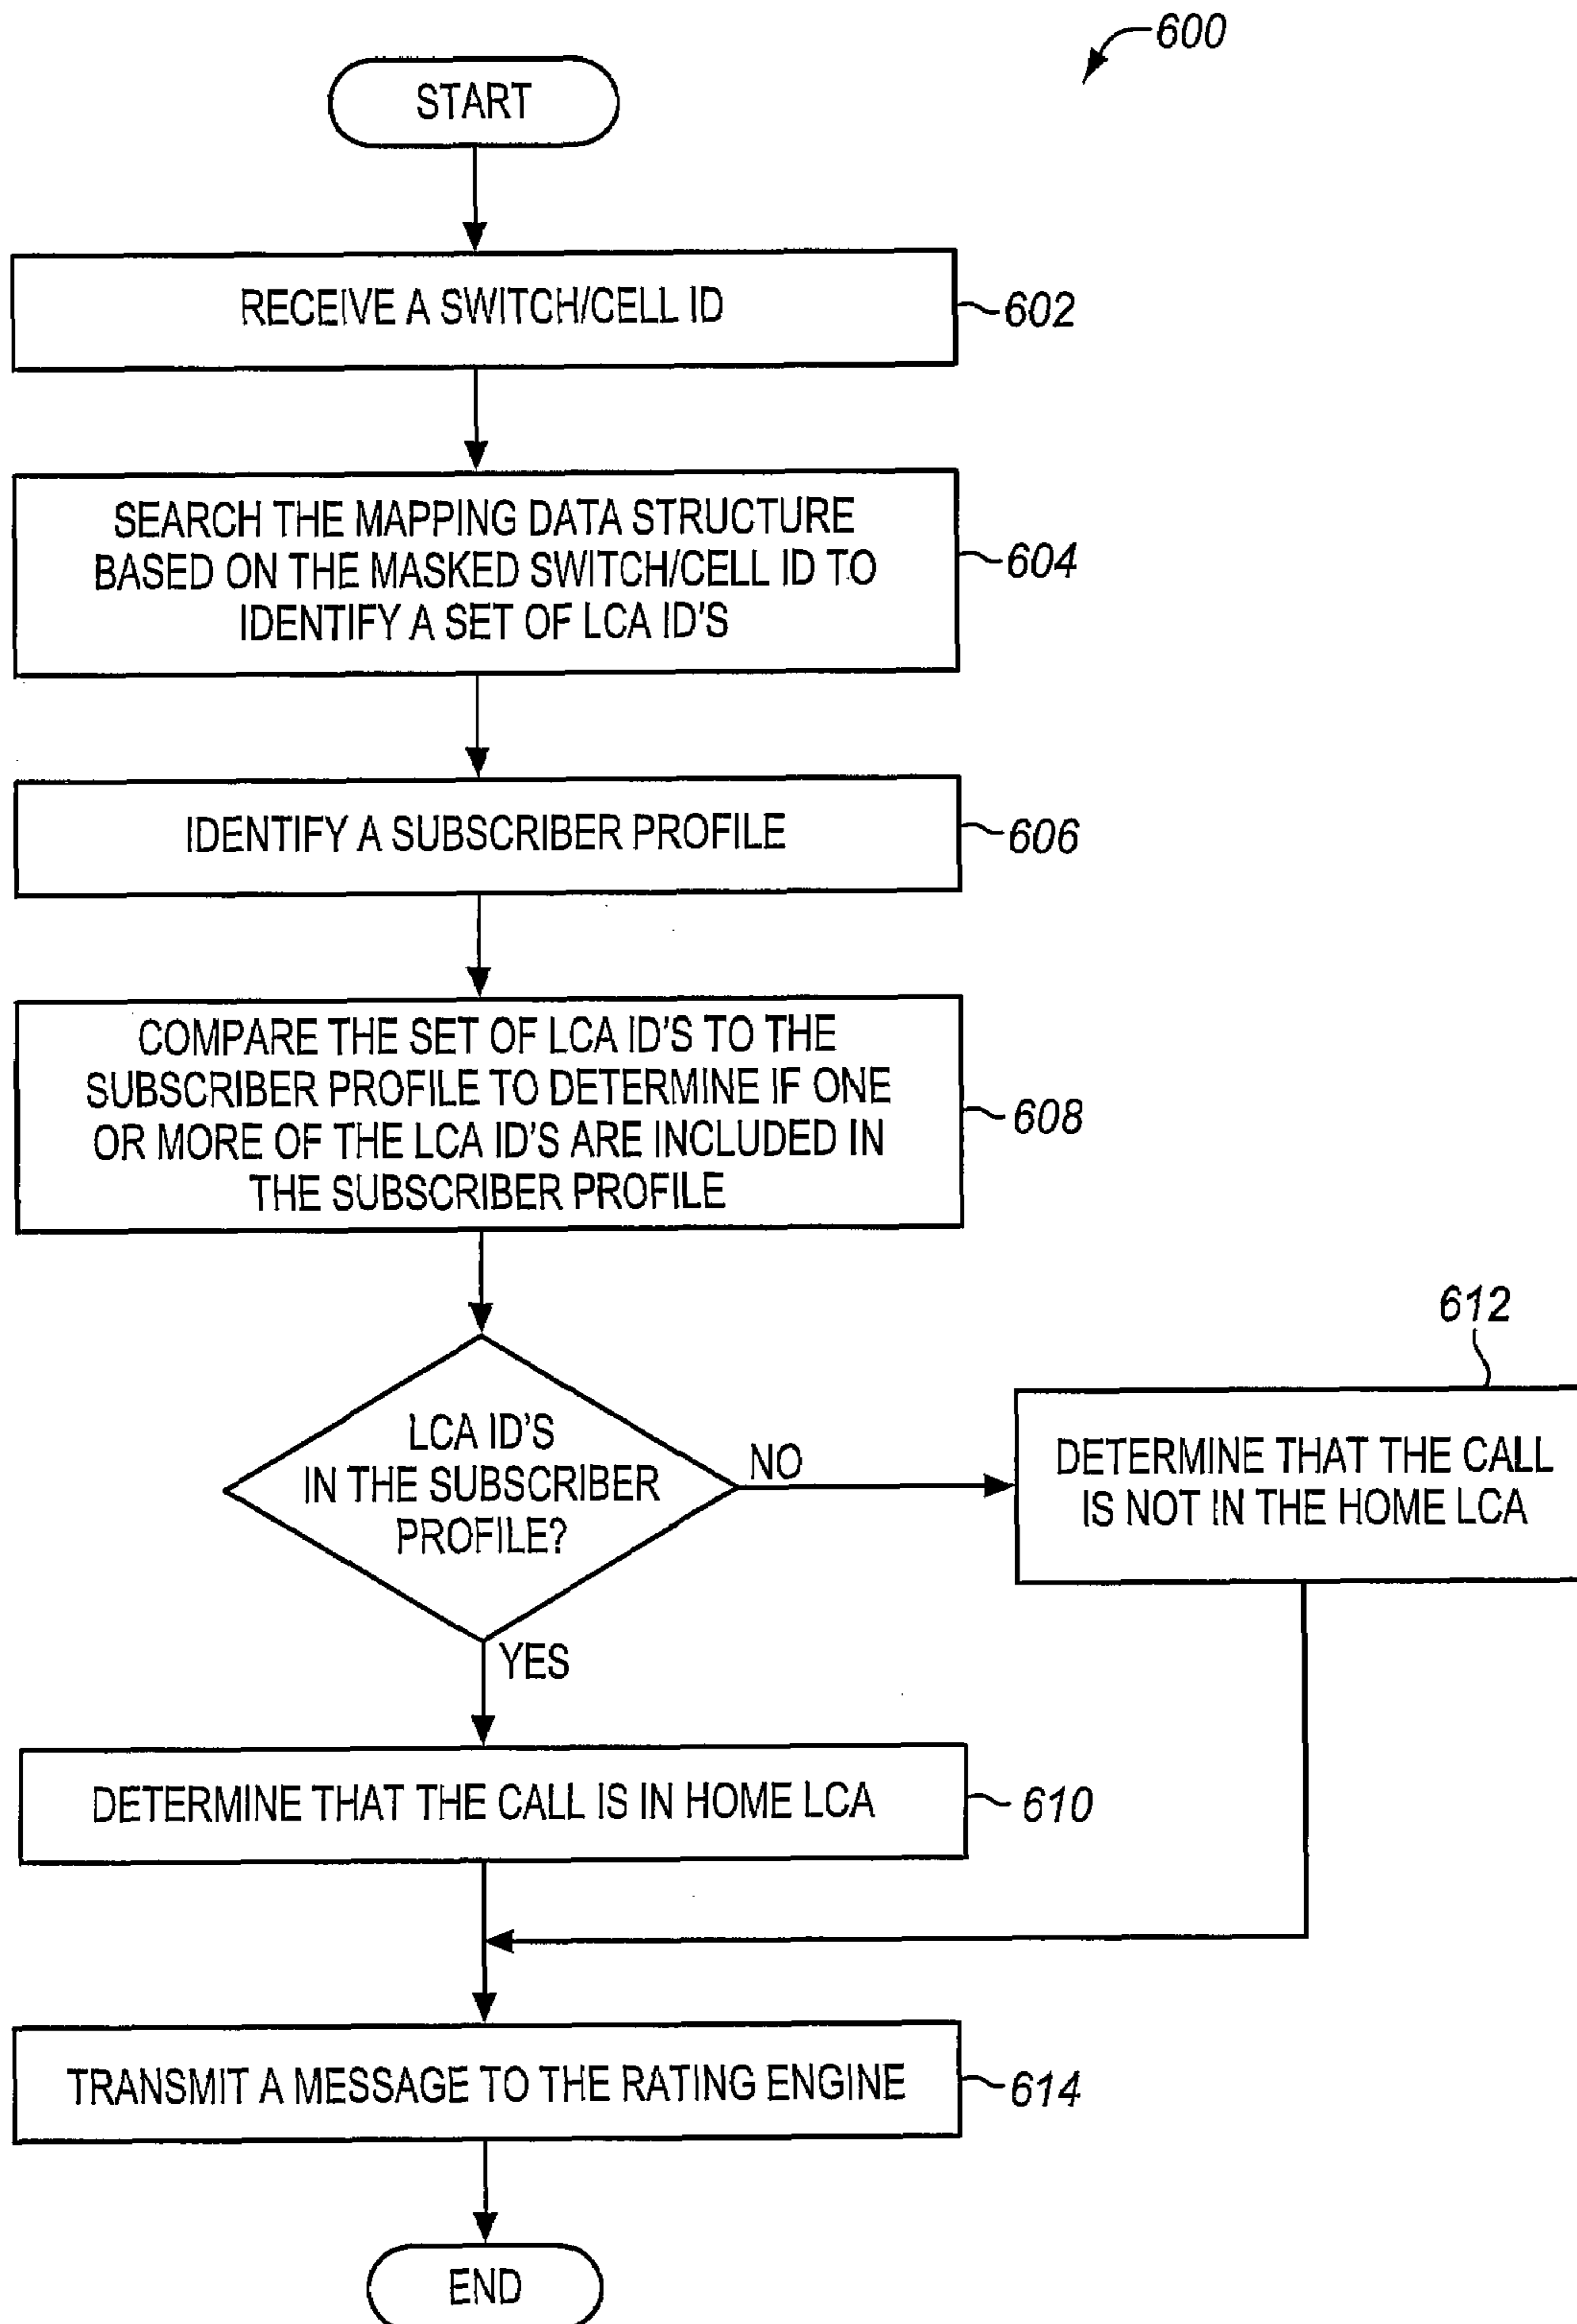 600
START
RECEIVE A SWITCH/CELL ID
602
SEARCH THE MAPPING DATA STRUCTURE
BASED ON THE MASKED SWITCH/CELL ID TO
IDENTIFY A SET OF LCA ID'S
604
IDENTIFY A SUBSCRIBER PROFILE
606
COMPARE THE SET OF LCA ID'S TO THE
SUBSCRIBER PROFILE TO DETERMINE IF ONE
OR MORE OF THE LCA ID'S ARE INCLUDED IN
THE SUBSCRIBER PROFILE
608
LCA ID'S
IN THE SUBSCRIBER
PROFILE?
NO
612
DETERMINE THAT THE CALL
IS NOT IN THE HOME LCA
YES
DETERMINE THAT THE CALL IS IN HOME LCA
610
TRANSMIT A MESSAGE TO THE RATING ENGINE
614
END